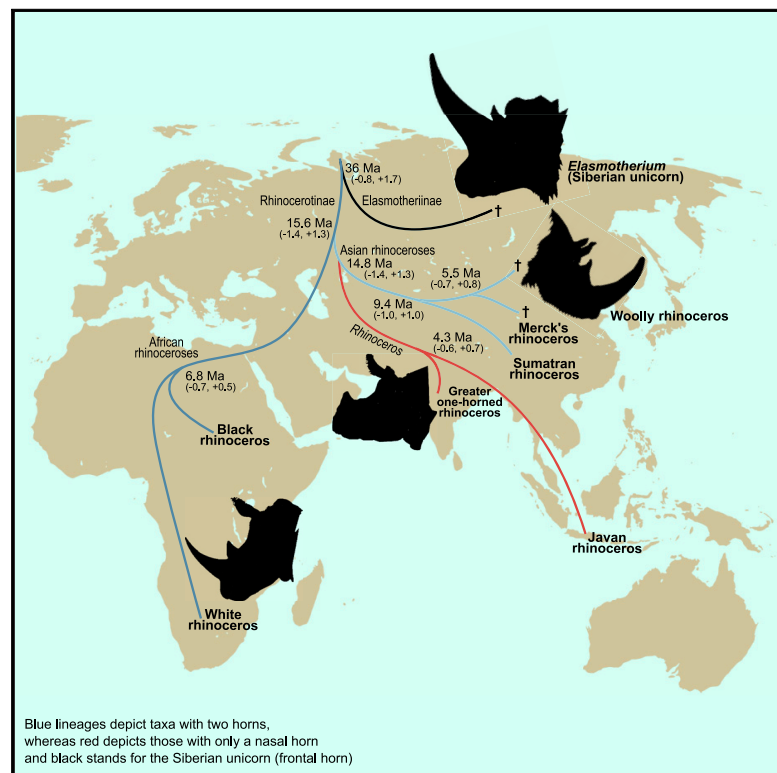 Elasmotherium
(Siberian unicorn)
36 Ma
(-0.8, +1.7)
Rhinocerotinae
Elasmotheriinae
†
15.6 Ma
(-1.4, +1.3)
Asian rhinoceroses
14.8 Ma
(-1.4, +1.3)
5.5 Ma
(-0.7, +0.8)
†
9.4 Ma
(-1.0, +1.0)
†
Woolly rhinoceros
Merck's
rhinoceros
Rhinoceros
4.3 Ma
(-0.6, +0.7)
Sumatran
rhinoceros
African
rhinoceroses
6.8 Ma
(-0.7, +0.5)
Greater
one-horned
rhinoceros
Black
rhinoceros
Javan
rhinoceros
White
rhinoceros
Blue lineages depict taxa with two horns,
whereas red depicts those with only a nasal horn
and black stands for the Siberian unicorn (frontal horn)